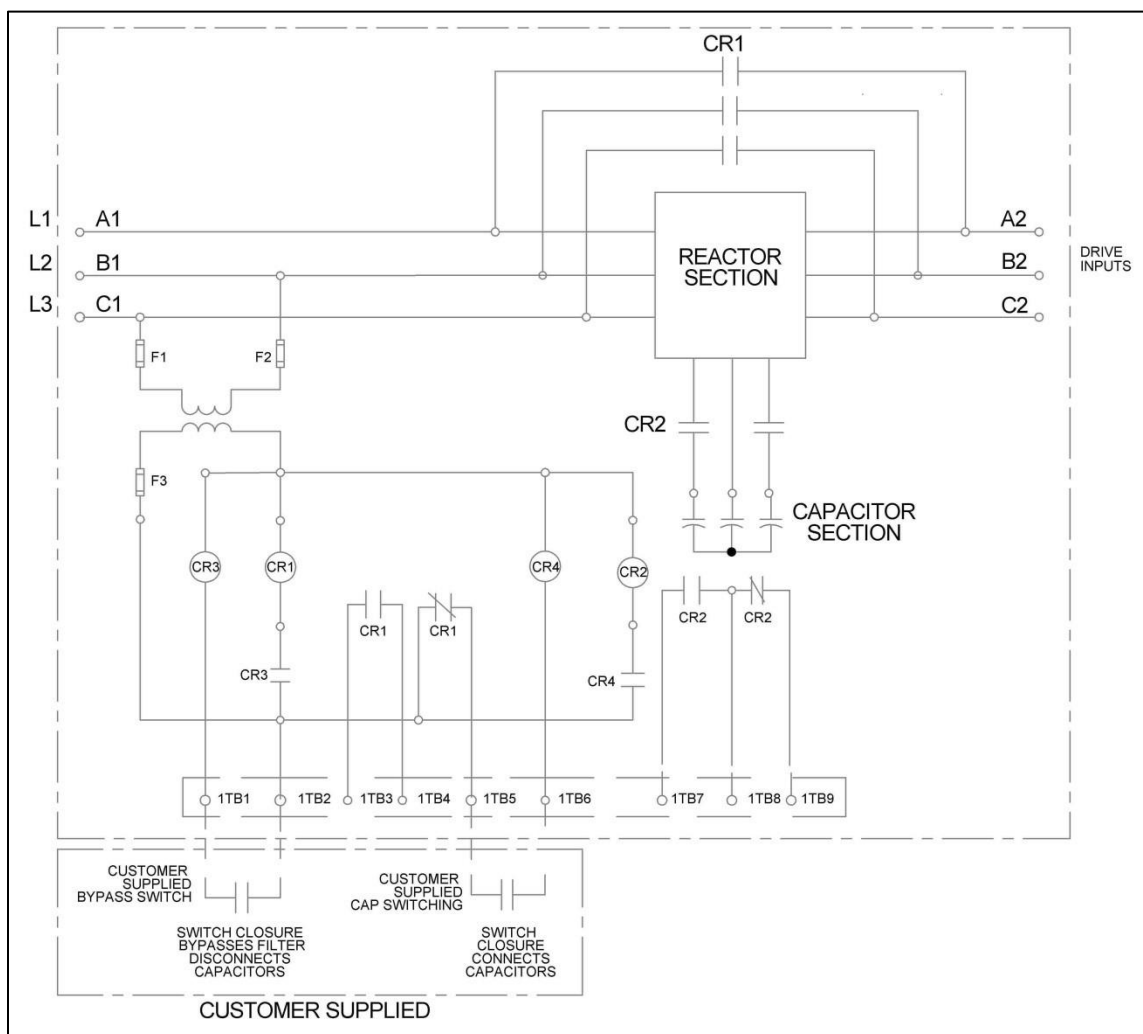 CR1
L1 A1 A2
REACTOR
SECTION
L2 B1 B2
DRIVE
INPUTS
L3 C1 C2
F1 F2
CR2
F3
CAPACITOR
SECTION
CR3 CR1 CR4 CR2
CR1 CR1 CR2 CR2
CR3 CR4
1TB1 1TB2 1TB3 1TB4 1TB5 1TB6 1TB7 1TB8 1TB9
CUSTOMER
SUPPLIED
BYPASS SWITCH
CUSTOMER
SUPPLIED
CAP SWITCHING
SWITCH CLOSURE
BYPASSES FILTER
DISCONNECTS
CAPACITORS
SWITCH
CLOSURE
CONNECTS
CAPACITORS
CUSTOMER SUPPLIED